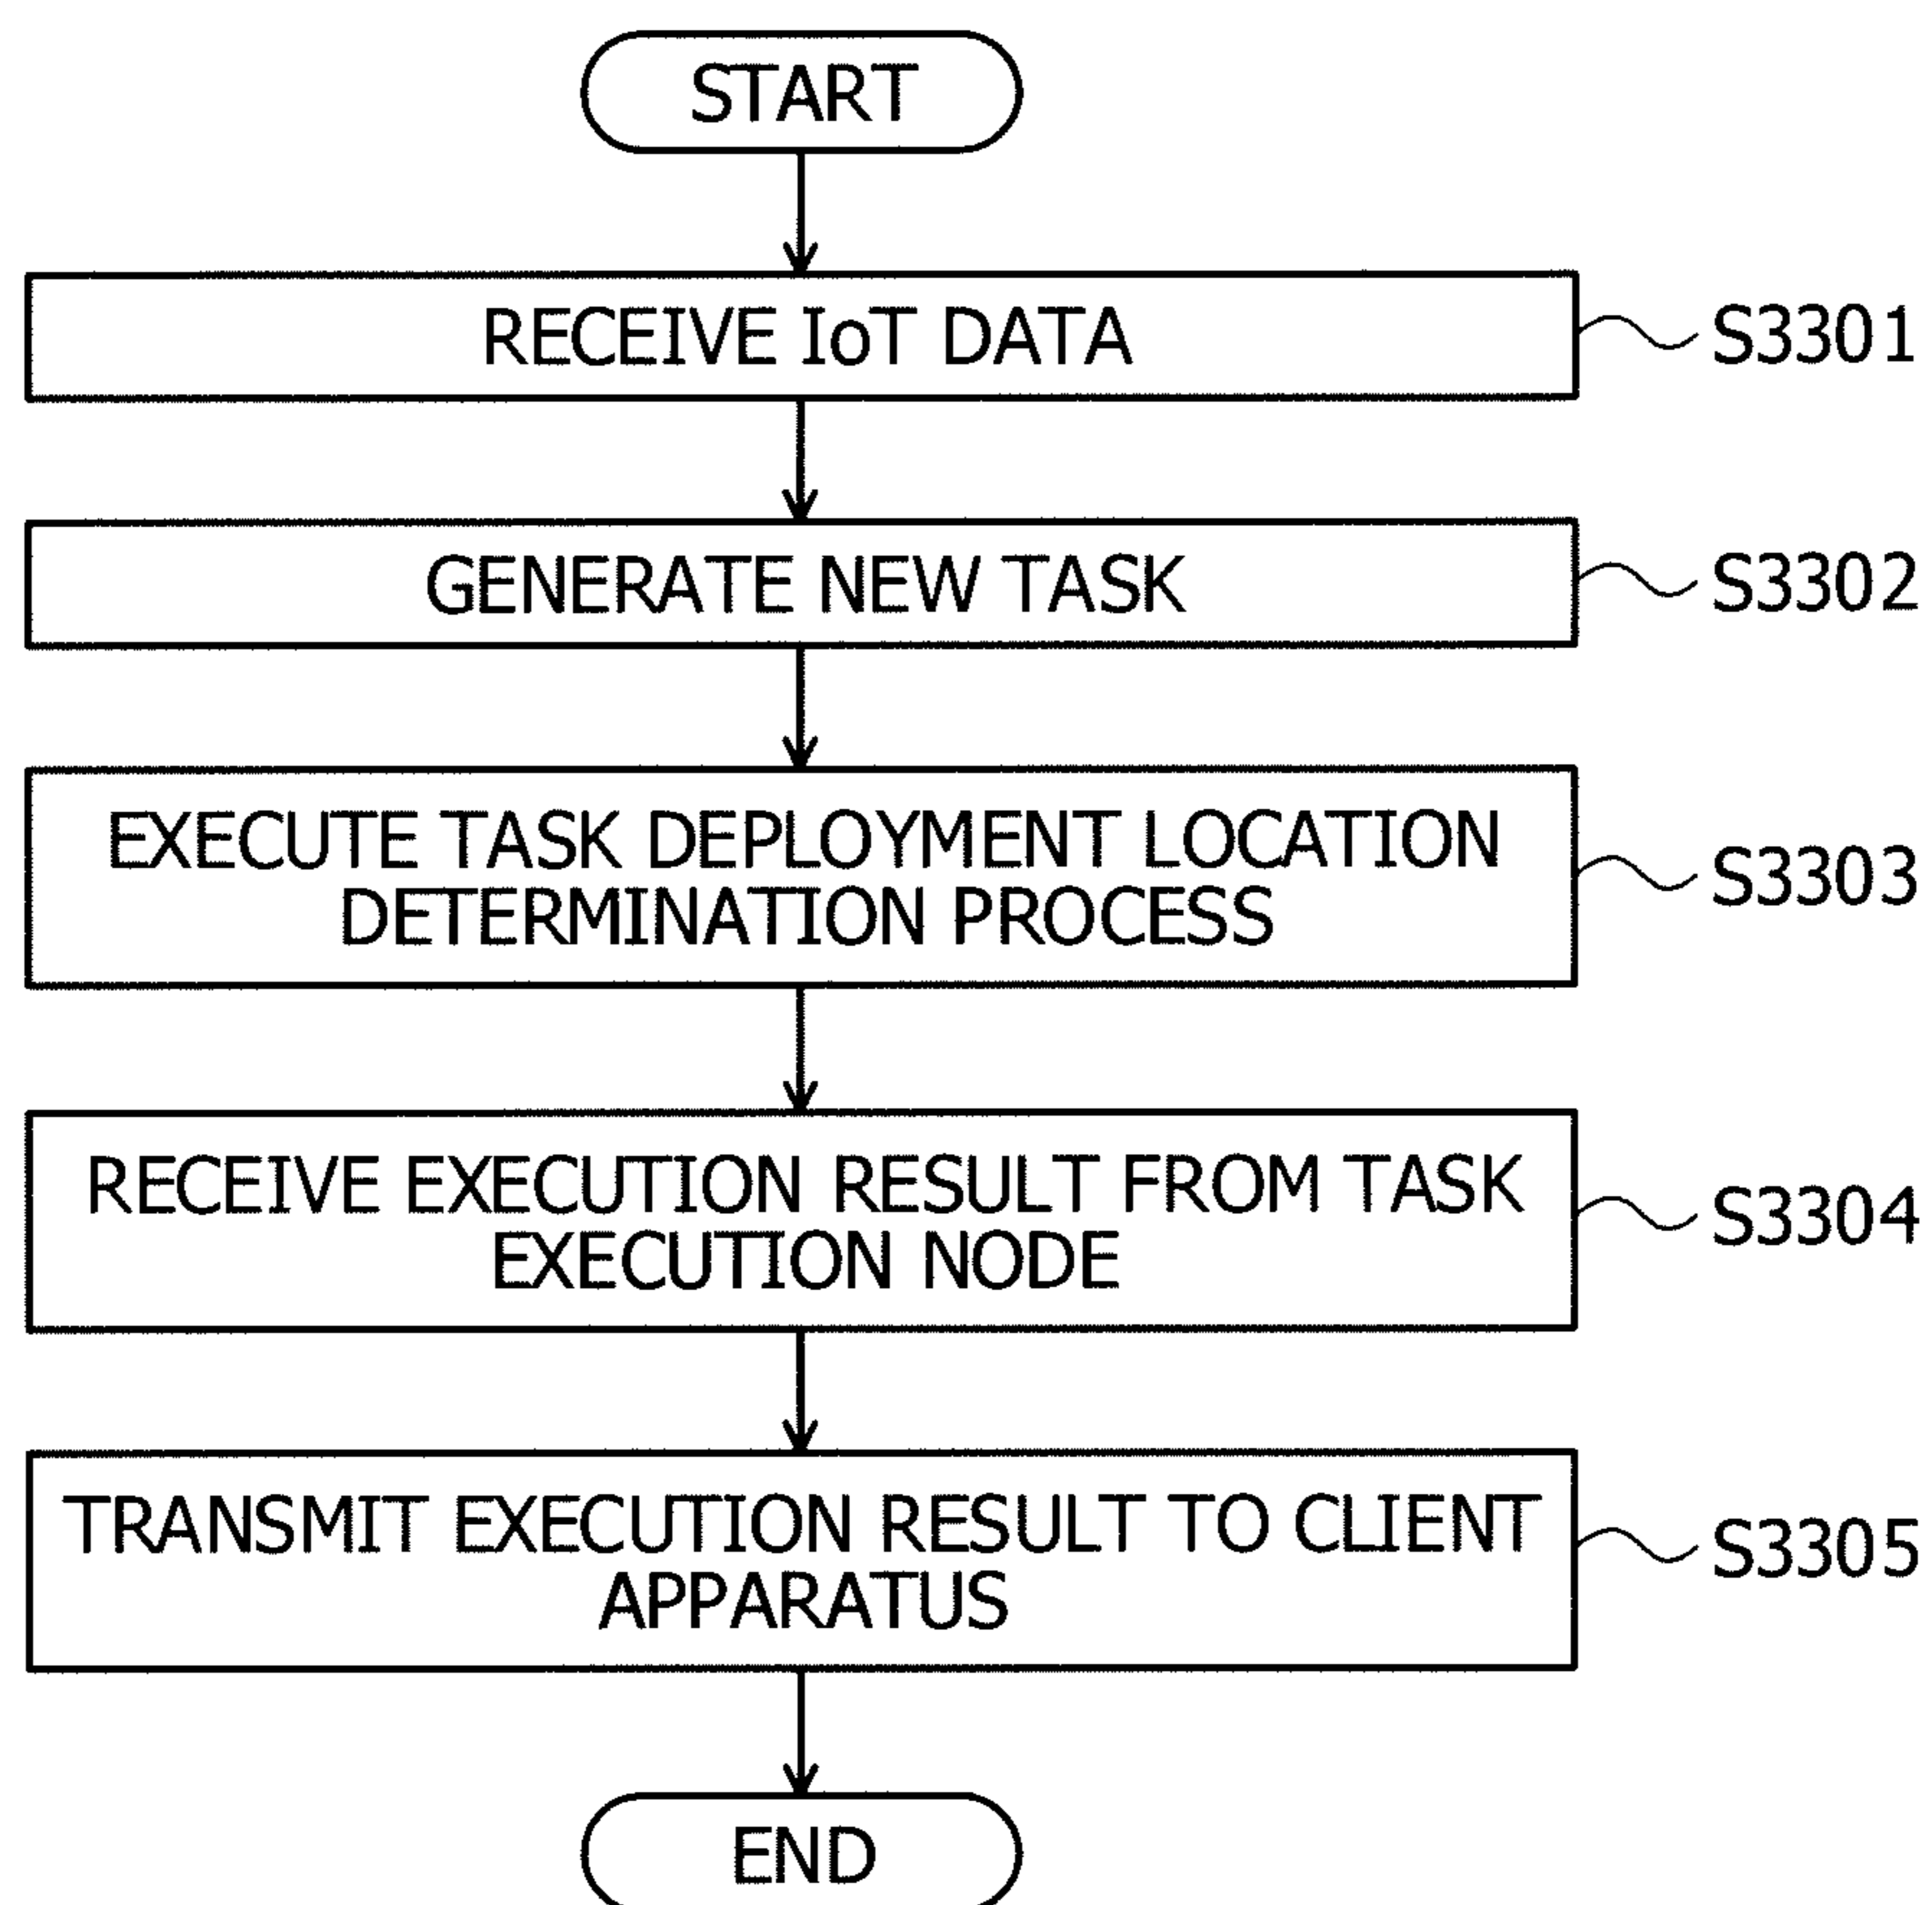 START
RECEIVE IoT DATA
S3301
GENERATE NEW TASK
S3302
EXECUTE TASK DEPLOYMENT LOCATION
DETERMINATION PROCESS
S3303
RECEIVE EXECUTION RESULT FROM TASK
EXECUTION NODE
S3304
TRANSMIT EXECUTION RESULT TO CLIENT
APPARATUS
S3305
END